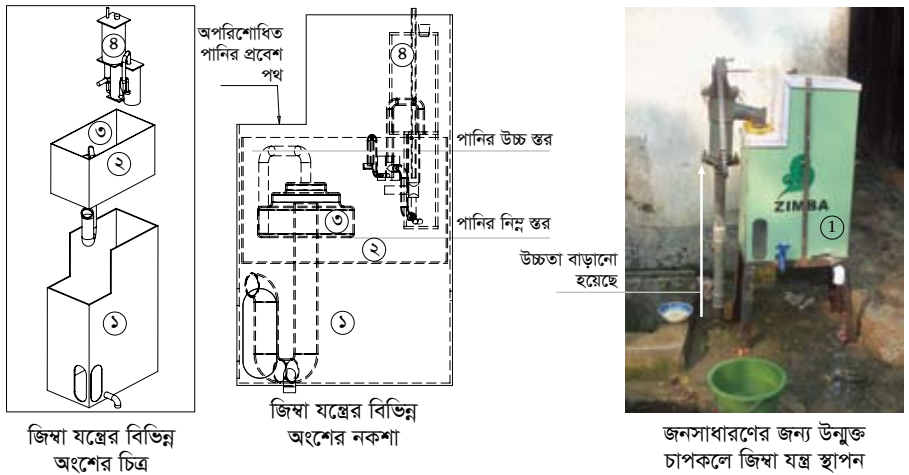 ৪
৩
২
১
জিম্বা যন্ত্রের বিভিন্ন
অংশের চিত্র
অপরিশোধিত
পানির প্রবেশ
পথ
৪
পানির উচ্চ স্তর
৩
পানির নিম্ন স্তর
২
উচ্চতা বাড়ানো
হয়েছে
১
জিম্বা যন্ত্রের বিভিন্ন
অংশের নকশা
ZIMBA
1
জনসাধারণের জন্য উন্মুক্ত
চাপকলে জিম্বা যন্ত্র স্থাপন